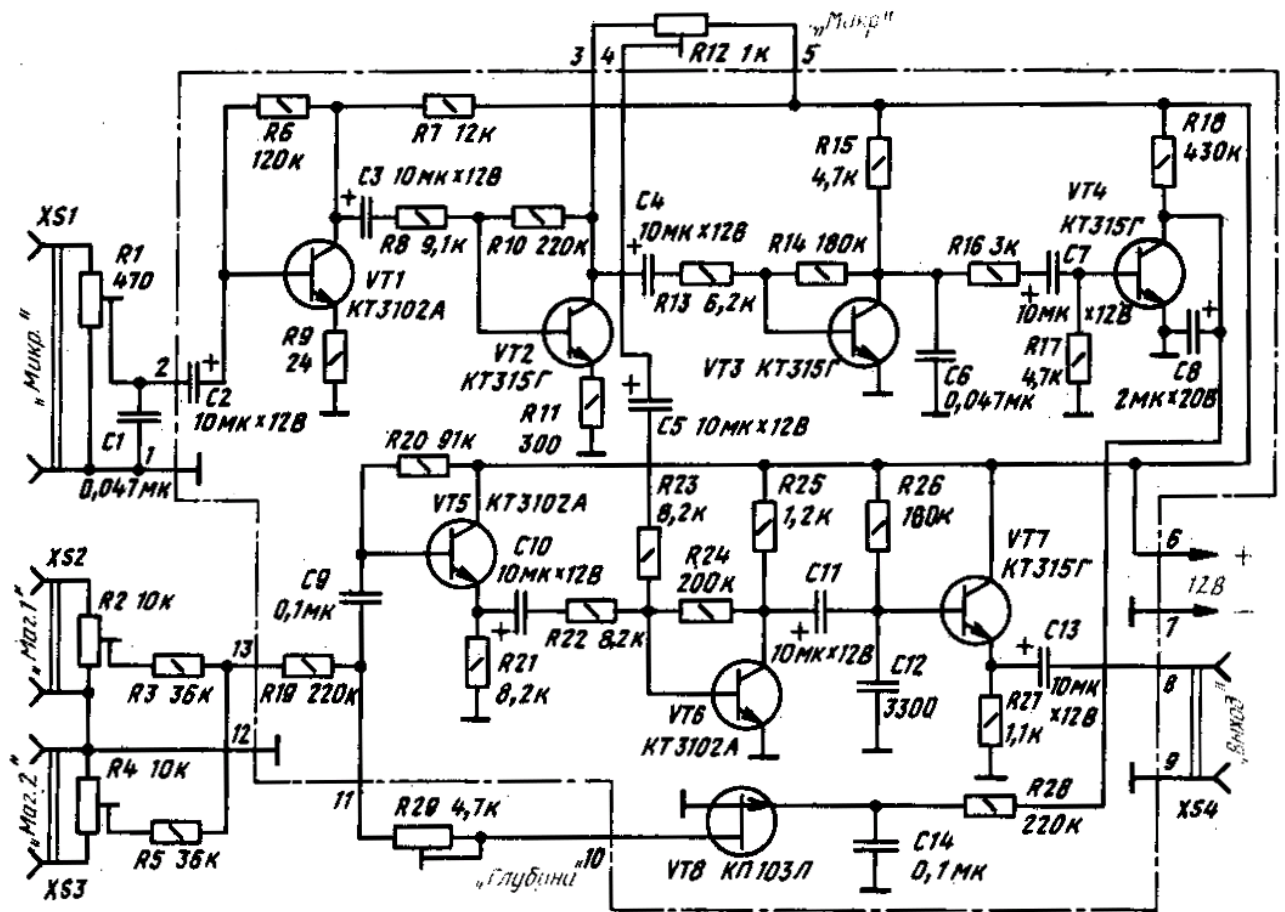 „Микр"
3 4 R12 1к 5
R6
120к
R7 12к
R15
4,7к
R18
430к
C3 10мк×12В
R8 9,1к
R10 220к
C4
10мк×12В
R14 180к
R16 3к
C7
VT4
КТ315Г
XS1
R1
470
„Микр."
2
C2
10мк×12В
C1
1
0,047мк
VT1
КТ3102А
R9
24
VT2
КТ315Г
R11
300
R13 6,2к
VT3 КТ315Г
10мк ×12В
C6
0,047мк
R17
4,7к
C8
2мк×20В
C5 10мк×12В
R20 91к
VT5 КТ3102А
R23
8,2к
R25
1,2к
R26
180к
VT7
КТ315Г
6 +
12В
7 −
XS2
„Маг.1"
R2 10к
R3 36к
13
R19 220к
C9
0,1мк
C10
10мк×12В
R22 8,2к
R21
8,2к
R24
200к
C11
10мк×12В
VT6
КТ3102А
C12
3300
C13
10мк
×12В
R27
1,1к
8
„Выход"
9
XS4
12
R4 10к
„Маг.2"
R5 36к
XS3
11
R29 4,7к
„Глубина" 10
VT8 КП103Л
C14
0,1мк
R28
220к